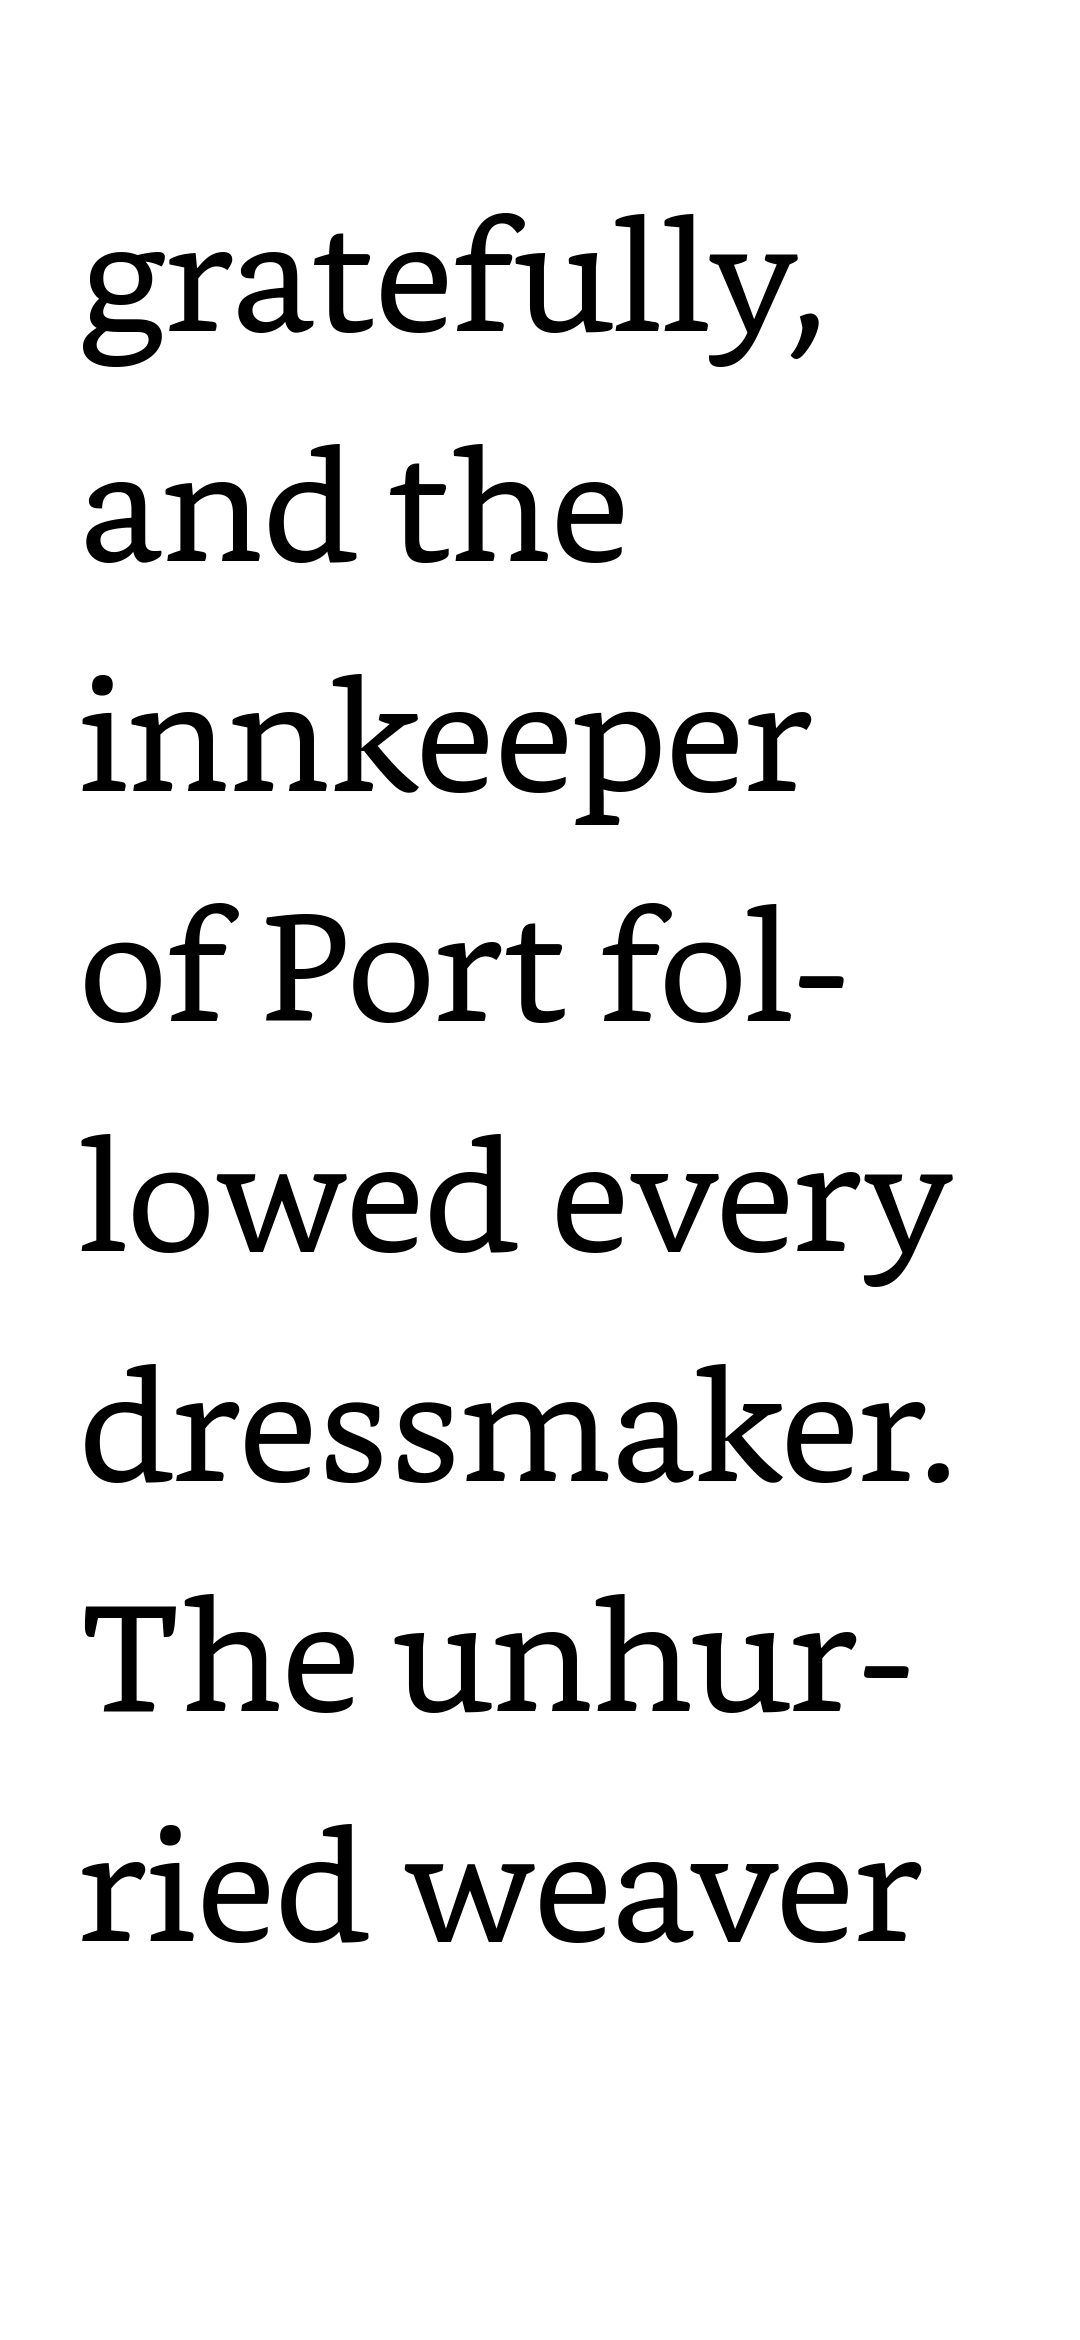 gratefully,
and the
innkeeper
of Port fol-
lowed every
dressmaker.
The unhur-
ried weaver